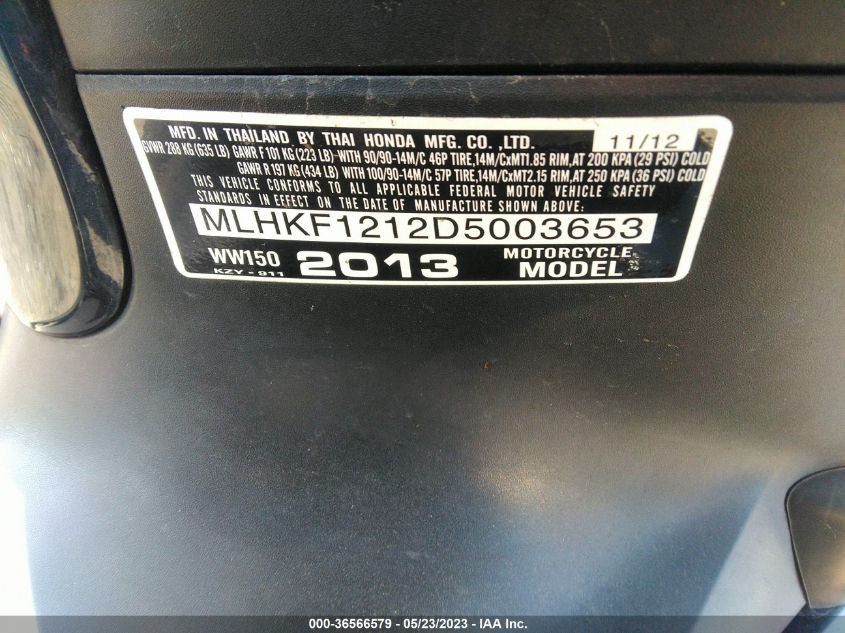 MFD. IN THAILAND BY THAI HONDA MFG. CO. ,LTD. 11/12
GVWR 288 KG (635 LB) GAWR F 101 KG (223 LB)-WITH 90/90-14M/C 46P TIRE,14M/CxMT1.85 RIM,AT 200 KPA (29 PSI) COLD
GAWR R 197 KG (434 LB) WITH 100/90-14M/C 57P TIRE,14M/CxMT2.15 RIM,AT 250 KPA (36 PSI) COLD
THIS VEHICLE CONFORMS TO ALL APPLICABLE FEDERAL MOTOR VEHICLE SAFETY
STANDARDS IN EFFECT ON THE DATE OF MANUFACTURE SHOWN ABOVE:
MLHKF1212D5003653
WW150 2013 MOTORCYCLE
KZY - 911 MODEL
000-36566579 - 05/23/2023 - IAA Inc.